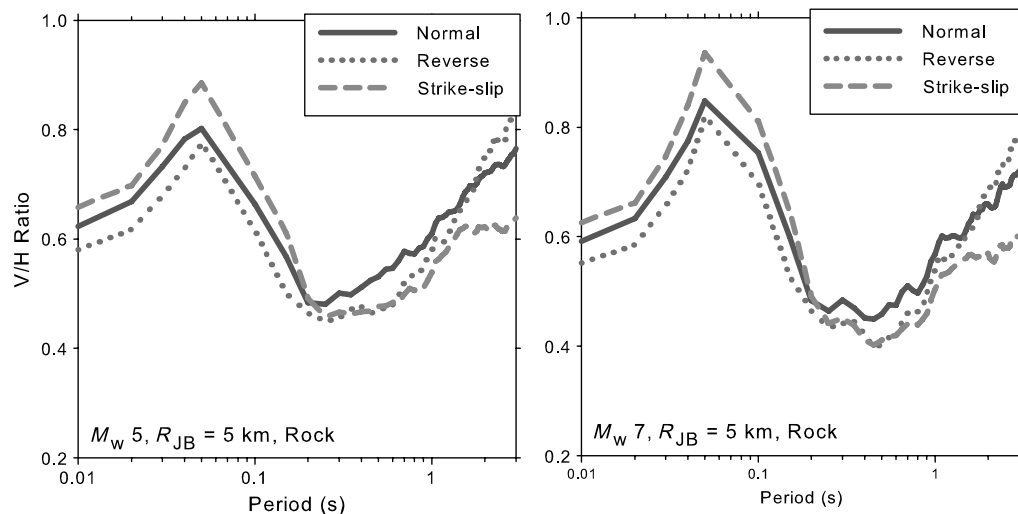 1.0
0.8
0.6
0.4
0.2
V/H Ratio
Normal
Reverse
Strike-slip
Mw 5, RJB = 5 km, Rock
0.01
0.1
1
Period (s)
1.0
0.8
0.6
0.4
0.2
Normal
Reverse
Strike-slip
Mw 7, RJB = 5 km, Rock
0.01
0.1
1
Period (s)